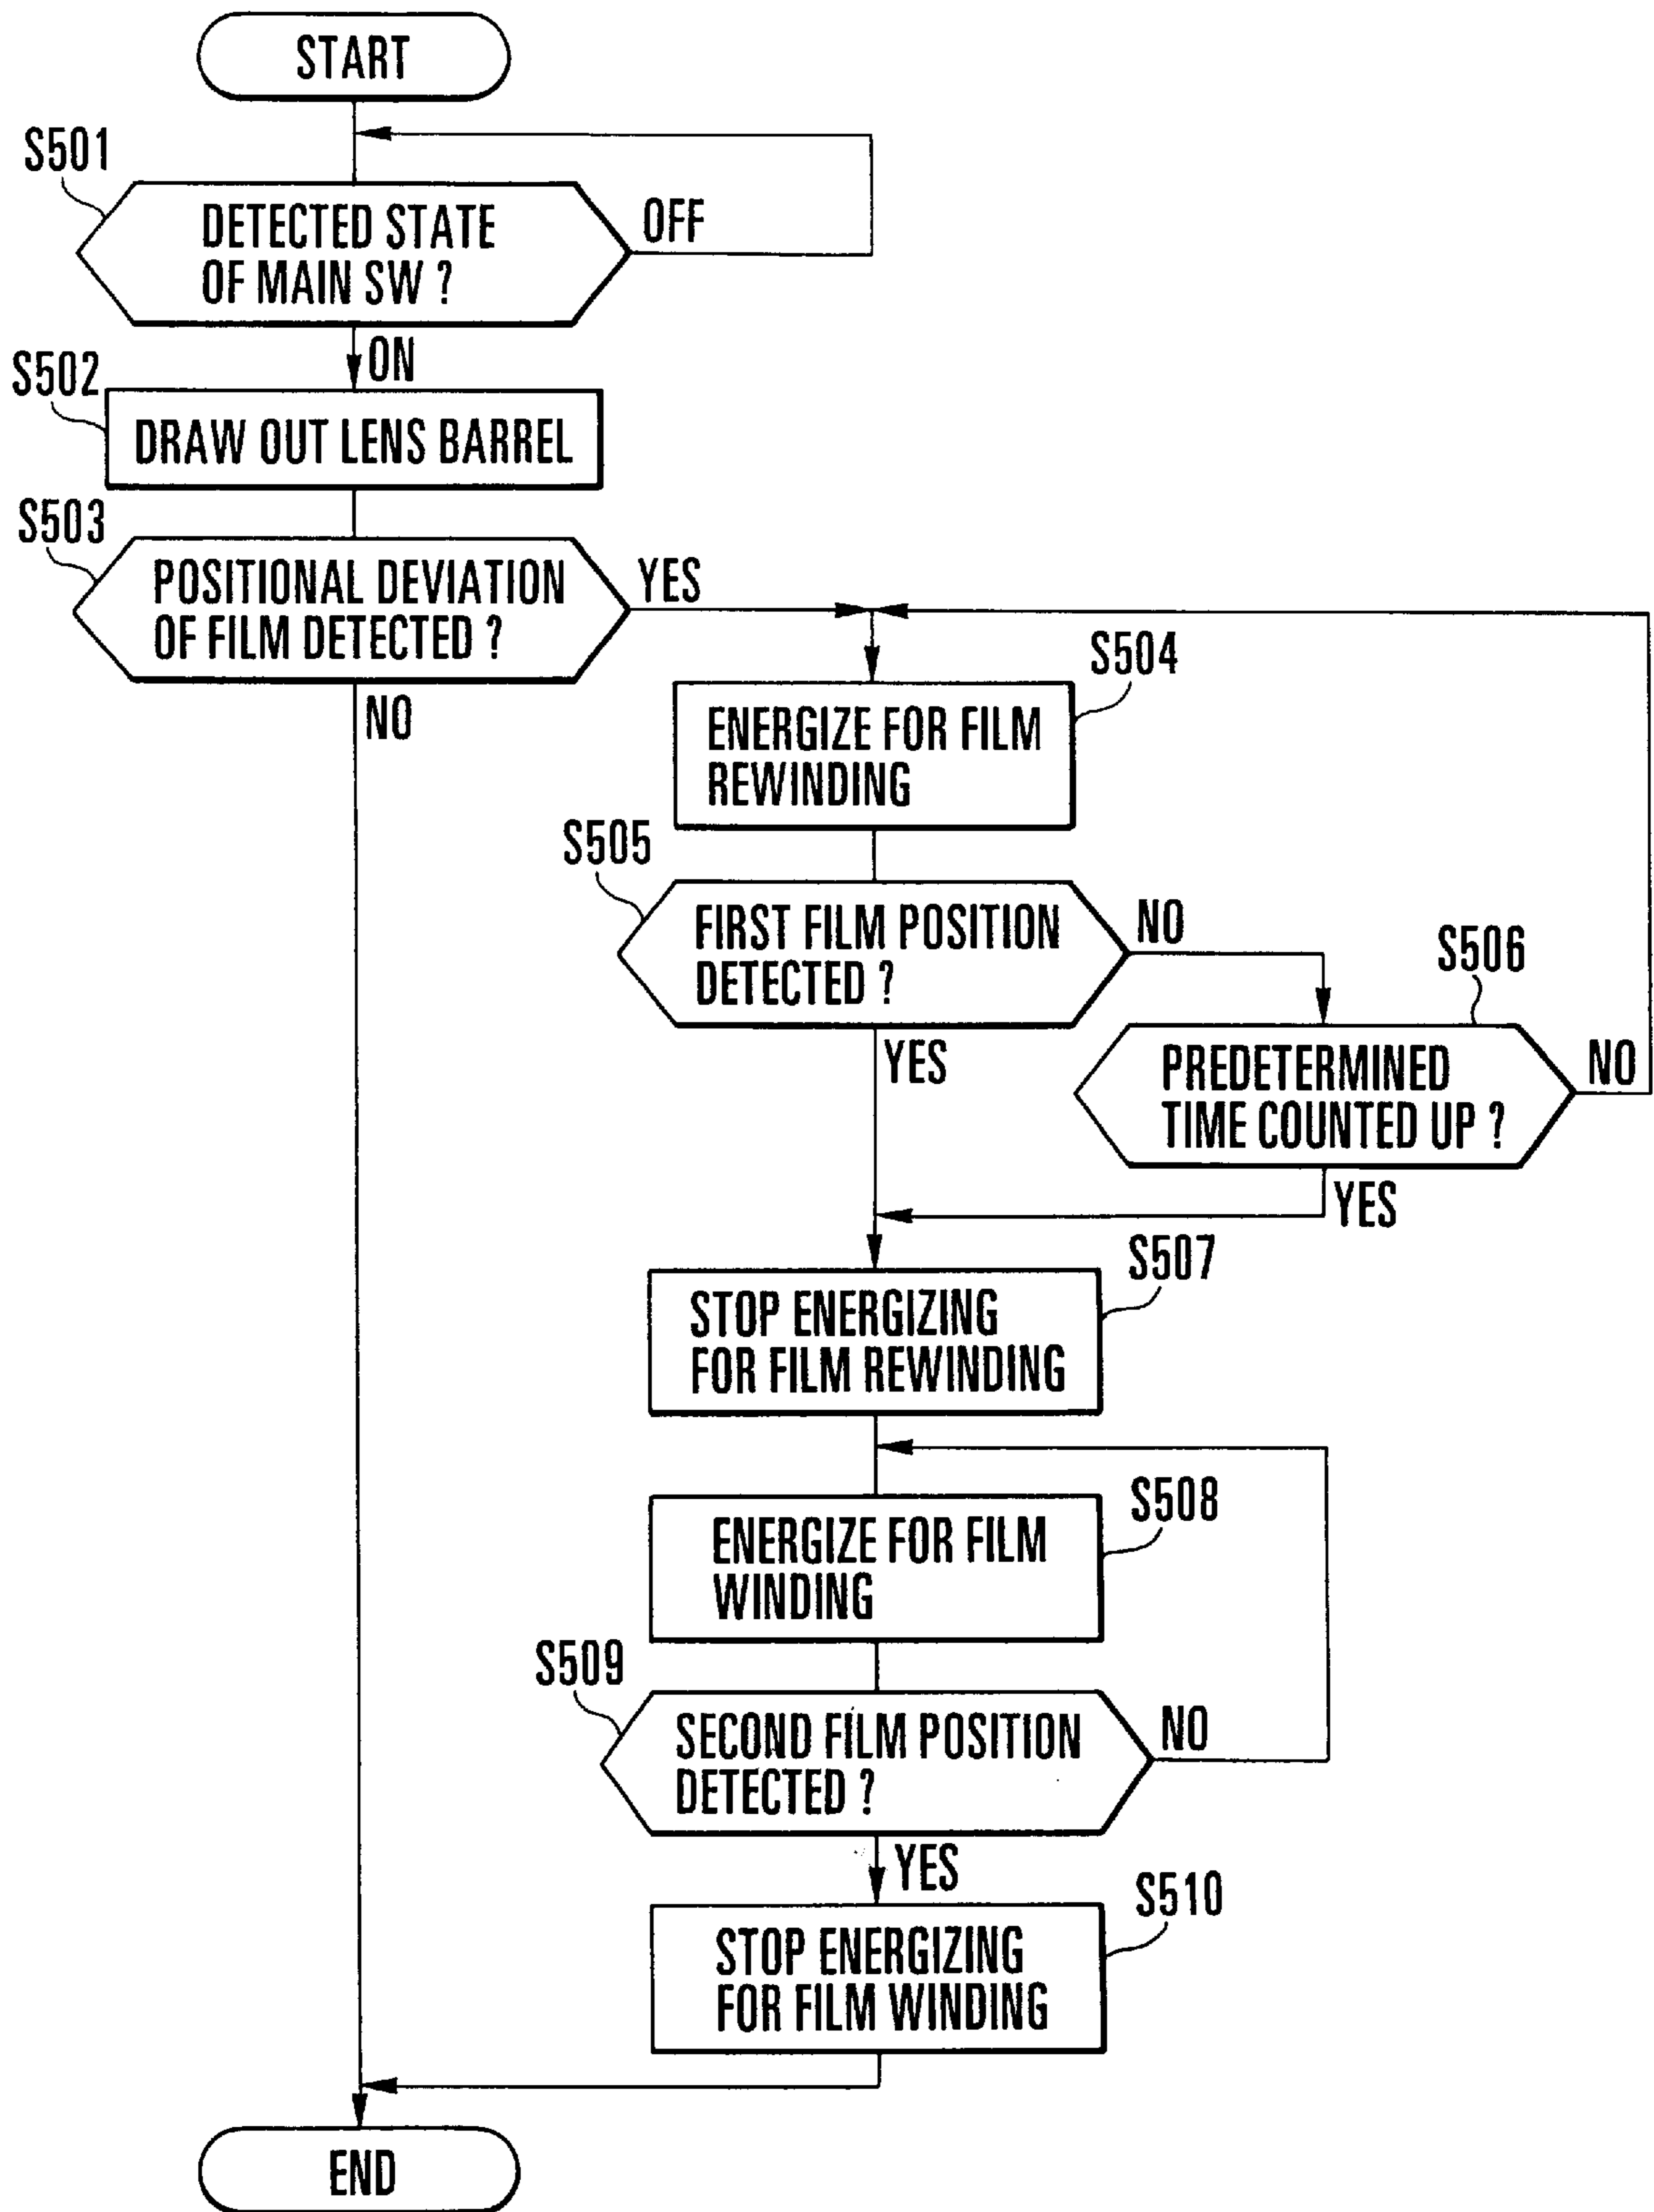 START
S501
DETECTED STATE
OF MAIN SW ?
OFF
ON
S502
DRAW OUT LENS BARREL
S503
POSITIONAL DEVIATION
OF FILM DETECTED ?
YES
NO
S504
ENERGIZE FOR FILM
REWINDING
S505
FIRST FILM POSITION
DETECTED ?
NO
YES
S506
PREDETERMINED
TIME COUNTED UP ?
NO
YES
S507
STOP ENERGIZING
FOR FILM REWINDING
S508
ENERGIZE FOR FILM
WINDING
S509
SECOND FILM POSITION
DETECTED ?
NO
YES
S510
STOP ENERGIZING
FOR FILM WINDING
END